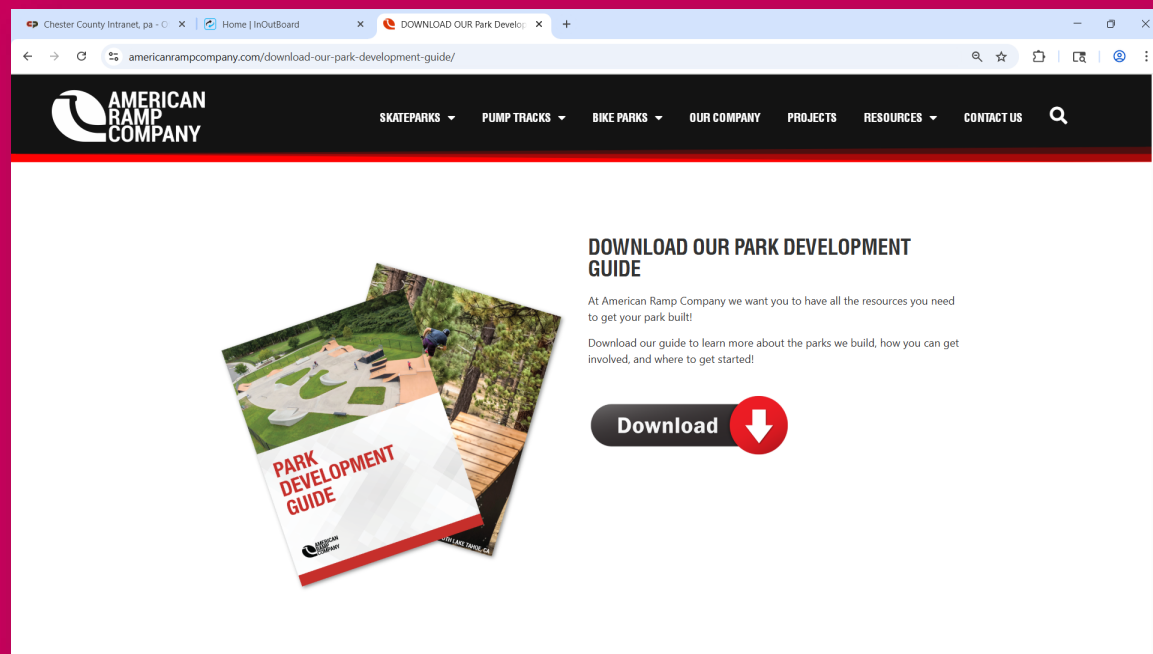 Chester County Intranet, pa - O
Home | InOutBoard
DOWNLOAD OUR Park Develop
americanrampcompany.com/download-our-park-development-guide/
AMERICAN
RAMP
COMPANY
SKATEPARKS
PUMP TRACKS
BIKE PARKS
OUR COMPANY
PROJECTS
RESOURCES
CONTACT US
DOWNLOAD OUR PARK DEVELOPMENT
GUIDE
At American Ramp Company we want you to have all the resources you need
to get your park built!
Download our guide to learn more about the parks we build, how you can get
involved, and where to get started!
Download
PARK
DEVELOPMENT
GUIDE
AMERICAN
RAMP
COMPANY
LAKE TAHOE, CA